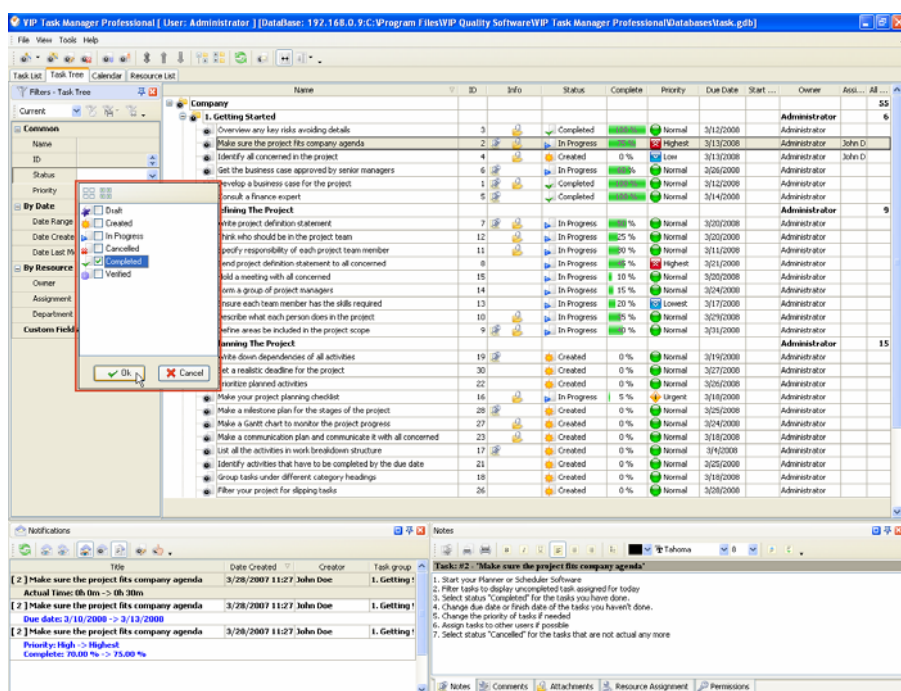 VIP Task Manager Professional [ User: Administrator ] [DataBase: 192.168.0.9:C:\Program Files\VIP Quality Software\VIP Task Manager Professional\Databases\task.gdb]
File View Tools Help
Task List Task Tree Calendar Resource List
Filters - Task Tree
Current
Common
Name
ID
Status
Priority
By Date
Date Range
Date Create
Date Last M
By Resource
Owner
Assignment
Department
Custom Field
Draft
Created
In Progress
Cancelled
Completed
Verified
Ok Cancel
Name ID Info Status Complete Priority Due Date Start ... Owner Assi... All ...
Company 55
1. Getting Started Administrator 6
Overview any key risks avoiding details 3 Completed 100 % Normal 3/12/2008 Administrator
Make sure the project fits company agenda 2 In Progress 75 % Highest 3/13/2008 Administrator John D
Identify all concerned in the project 4 Created 0 % Low 3/13/2008 Administrator John D
Get the business case approved by senior managers 6 In Progress % Normal 3/26/2008 Administrator
Develop a business case for the project 1 Completed 100 % Normal 3/12/2008 Administrator
onsult a finance expert 5 Completed 100 % Normal 3/14/2008 Administrator
efining The Project Administrator 9
rite project definition statement 7 In Progress % Normal 3/20/2008 Administrator
hink who should be in the project team 12 In Progress 25 % Normal 3/20/2008 Administrator
pecify responsibility of each project team member 11 In Progress % Normal 3/11/2008 Administrator
end project definition statement to all concerned 8 In Progress % Highest 3/21/2008 Administrator
old a meeting with all concerned 15 In Progress 10 % Normal 3/20/2008 Administrator
orm a group of project managers 14 In Progress 15 % Normal 3/24/2008 Administrator
nsure each team member has the skills required 13 In Progress 20 % Lowest 3/17/2008 Administrator
escribe what each person does in the project 10 In Progress % Normal 3/29/2008 Administrator
efine areas be included in the project scope 9 In Progress % Normal 3/31/2008 Administrator
anning The Project Administrator 15
rite down dependencies of all activities 19 Created 0 % Normal 3/19/2008 Administrator
et a realistic deadline for the project 30 Created 0 % Normal 3/27/2008 Administrator
rioritize planned activities 22 Created 0 % Normal 3/26/2008 Administrator
Make your project planning checklist 16 In Progress 5 % Urgent 3/18/2008 Administrator
Make a milestone plan for the stages of the project 28 Created 0 % Normal 3/25/2008 Administrator
Make a Gantt chart to monitor the project progress 27 Created 0 % Normal 3/24/2008 Administrator
Make a communication plan and communicate it with all concerned 23 Created 0 % Normal 3/18/2008 Administrator
List all the activities in work breakdown structure 17 Created 0 % Normal 3/4/2008 Administrator
Identify activities that have to be completed by the due date 21 Created 0 % Normal 3/25/2008 Administrator
Group tasks under different category headings 18 Created 0 % Normal 3/18/2008 Administrator
Filter your project for slipping tasks 26 Created 0 % Normal 3/28/2008 Administrator
Notifications
Title Date Created Creator Task group
[ 2 ] Make sure the project fits company agenda 3/28/2007 11:27 John Doe 1. Getting
Actual Time: 0h 0m -> 0h 30m
[ 2 ] Make sure the project fits company agenda 3/28/2007 11:27 John Doe 1. Getting
Due date: 3/10/2008 -> 3/13/2008
[ 2 ] Make sure the project fits company agenda 3/28/2007 11:27 John Doe 1. Getting
Priority: High -> Highest
Complete: 70.00 % -> 75.00 %
Notes
Tahoma 8
Task: #2 - 'Make sure the project fits company agenda'
1. Start your Planner or Scheduler Software
2. Filter tasks to display uncompleted task assigned for today
3. Select status "Completed" for the tasks you have done.
4. Change due date or finish date of the tasks you haven't done.
5. Change the priority of tasks if needed
6. Assign tasks to other users if possible
7. Select status "Cancelled" for the tasks that are not actual any more
Notes Comments Attachments Resource Assignment Permissions